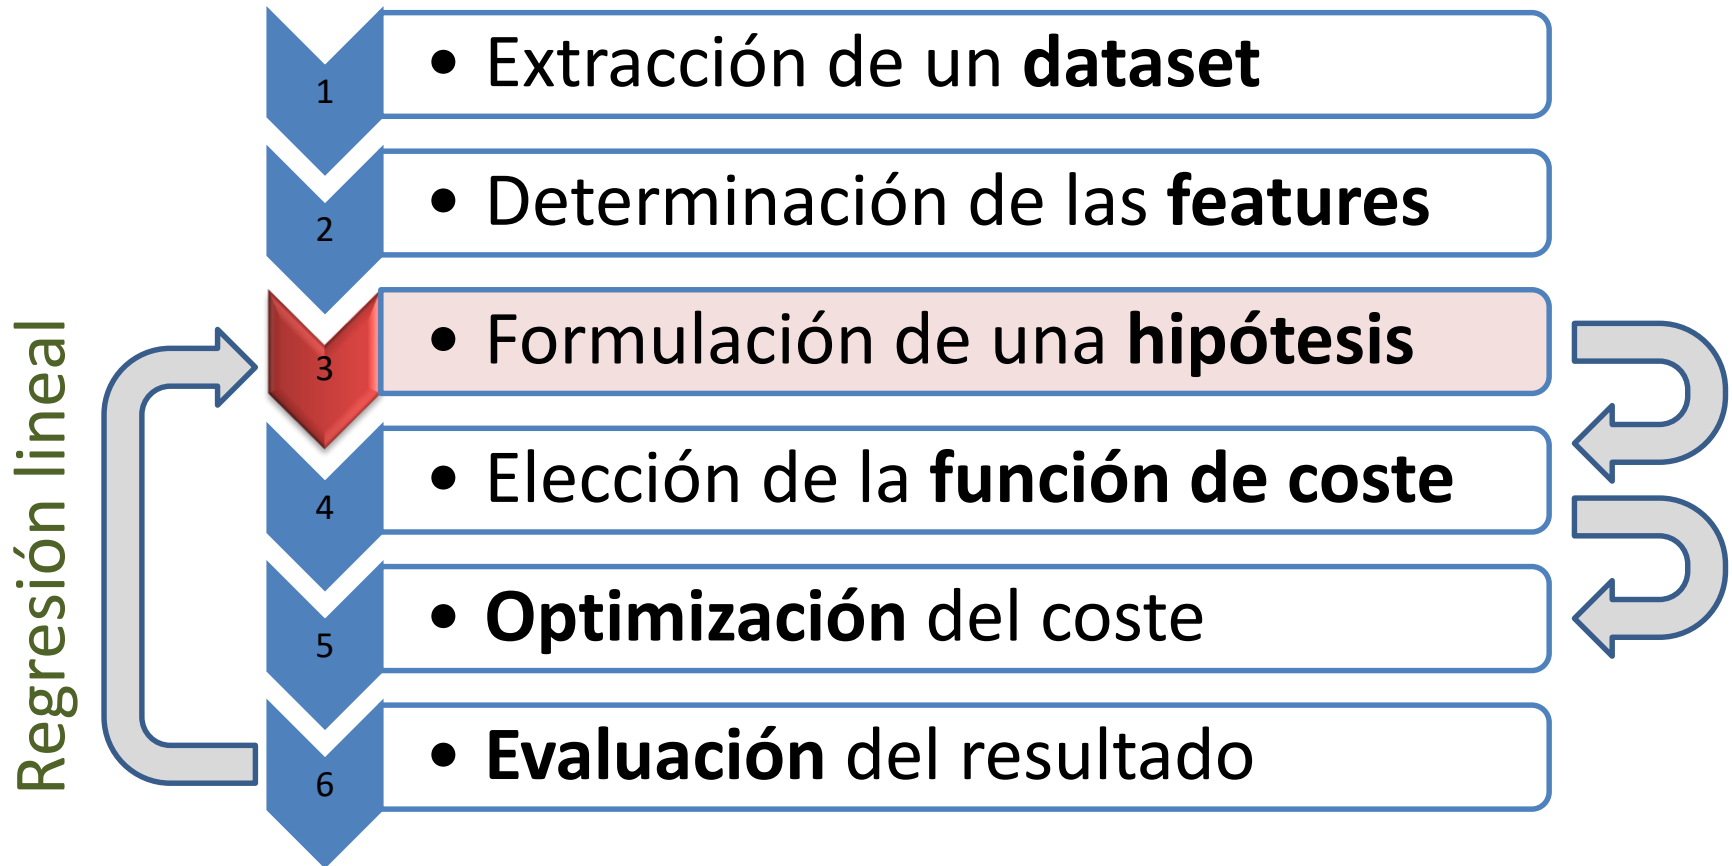 1
• Extracción de un dataset
2
• Determinación de las features
3
• Formulación de una hipótesis
4
• Elección de la función de coste
5
• Optimización del coste
6
• Evaluación del resultado
Regresión lineal